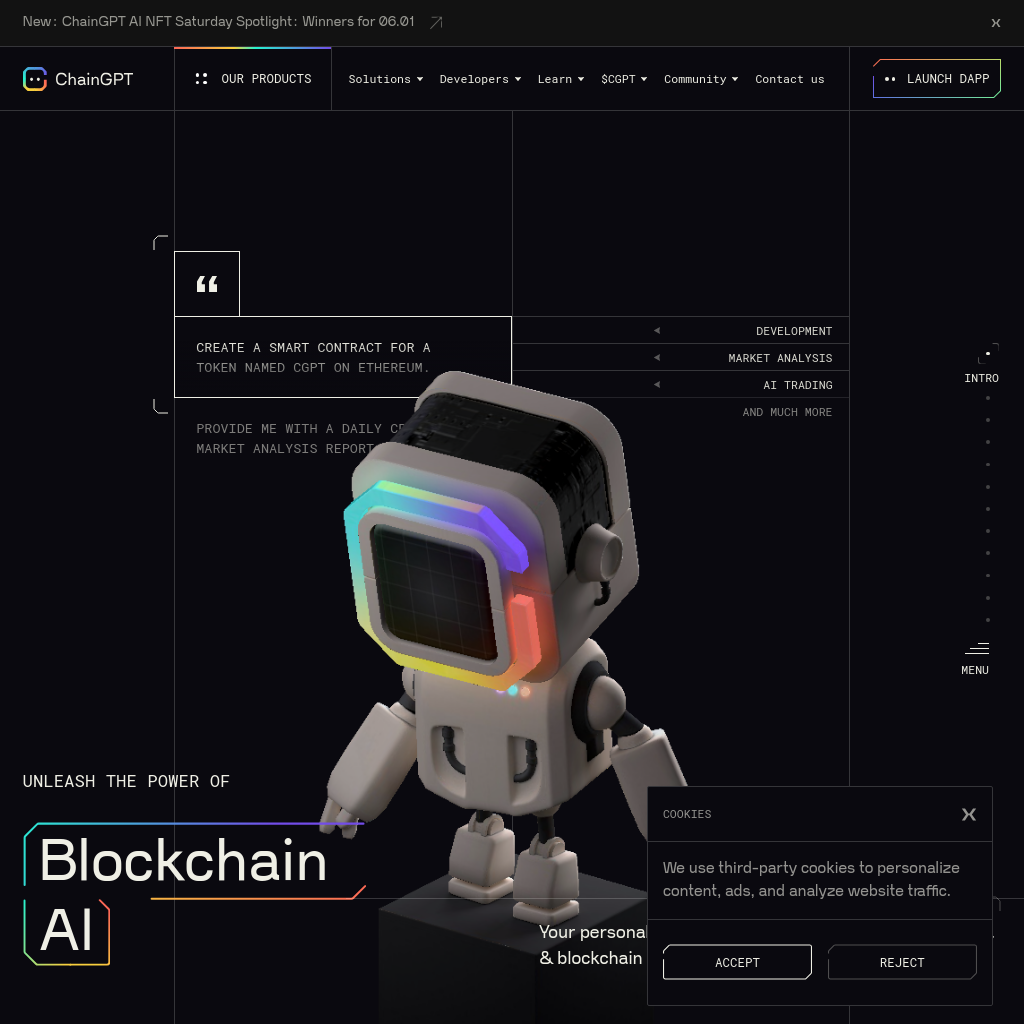 New: ChainGPT AI NFT Saturday Spotlight: Winners for 06.01
x
ChainGPT
OUR PRODUCTS
Solutions
Developers
Learn
$CGPT
Community
Contact us
LAUNCH DAPP
“
CREATE A SMART CONTRACT FOR A
TOKEN NAMED CGPT ON ETHEREUM.
PROVIDE ME WITH A DAILY
MARKET ANALYSIS REPORT
DEVELOPMENT
MARKET ANALYSIS
AI TRADING
AND MUCH MORE
INTRO
MENU
UNLEASH THE POWER OF
Blockchain
AI
Your personal
& blockchain
COOKIES
X
We use third-party cookies to personalize
content, ads, and analyze website traffic.
ACCEPT
REJECT